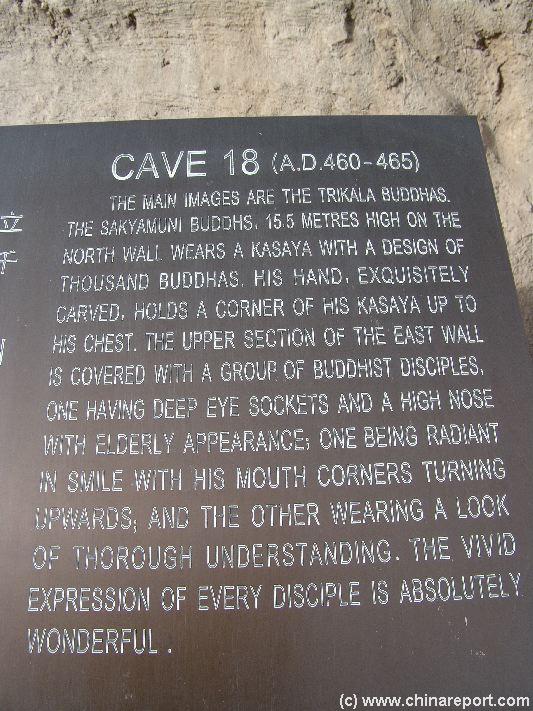 CAVE 18 (A.D.460-465)
THE MAIN IMAGES ARE THE TRIKALA BUDDHAS.
THE SAKYAMUNI BUDDHS, 15.5 METRES HIGH ON THE
NORTH WALL WEARS A KASAYA WITH A DESIGN OF
THOUSAND BUDDHAS. HIS HAND, EXQUISITELY
CARVED, HOLDS A CORNER OF HIS KASAYA UP TO
HIS CHEST. THE UPPER SECTION OF THE EAST WALL
IS COVERED WITH A GROUP OF BUDDHIST DISCIPLES,
ONE HAVING DEEP EYE SOCKETS AND A HIGH NOSE
WITH ELDERLY APPEARANCE; ONE BEING RADIANT
IN SMILE WITH HIS MOUTH CORNERS TURNING
UPWARDS; AND THE OTHER WEARING A LOOK
OF THOROUGH UNDERSTANDING. THE VIVID
EXPRESSION OF EVERY DISCIPLE IS ABSOLUTELY
WONDERFUL.
(c) www.chinareport.com